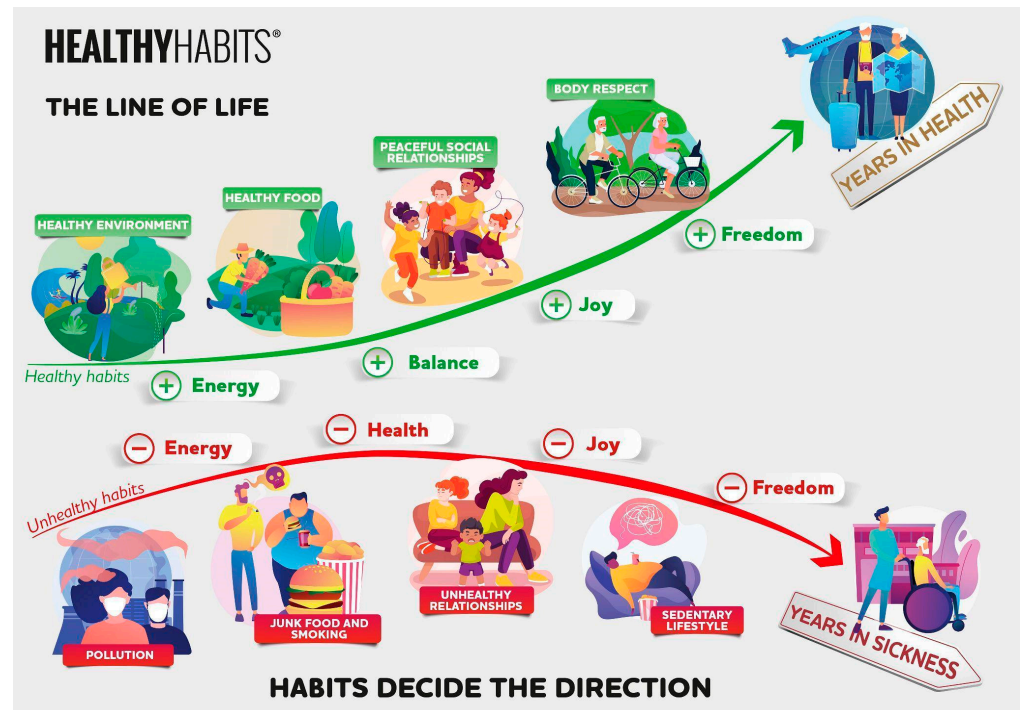 HEALTHYHABITS®
THE LINE OF LIFE
BODY RESPECT
PEACEFUL SOCIAL
RELATIONSHIPS
HEALTHY FOOD
HEALTHY ENVIRONMENT
YEARS IN HEALTH
+ Freedom
+ Joy
+ Balance
Healthy habits
+ Energy
− Energy
− Health
− Joy
− Freedom
Unhealthy habits
POLLUTION
JUNK FOOD AND
SMOKING
UNHEALTHY
RELATIONSHIPS
SEDENTARY
LIFESTYLE
YEARS IN SICKNESS
HABITS DECIDE THE DIRECTION